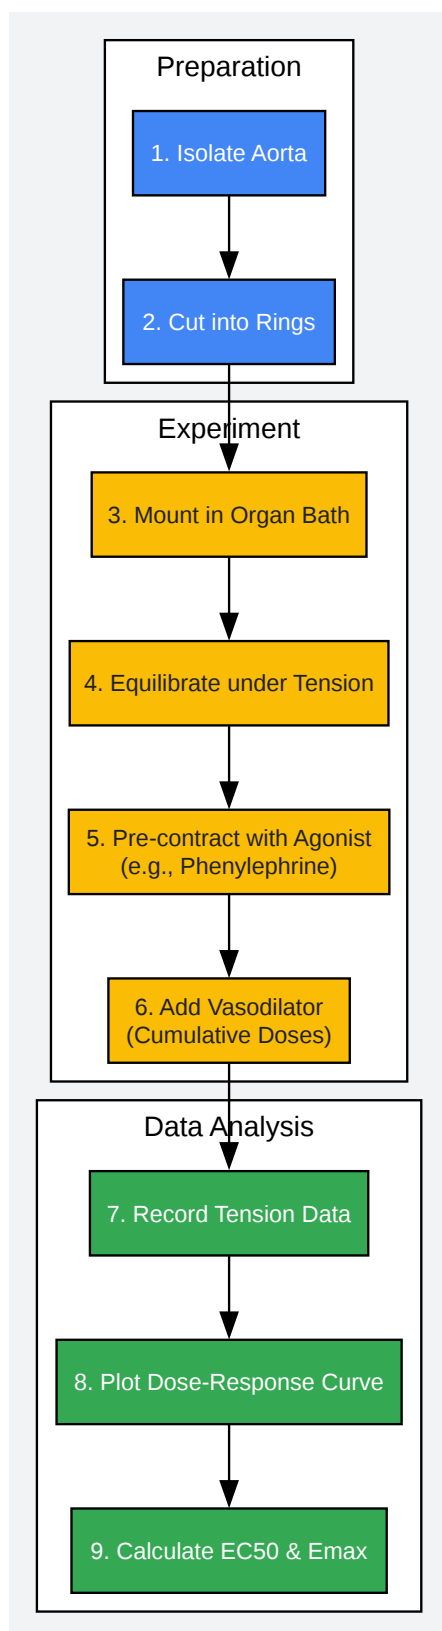 Preparation
1. Isolate Aorta
2. Cut into Rings
Experiment
3. Mount in Organ Bath
4. Equilibrate under Tension
5. Pre-contract with Agonist
(e.g., Phenylephrine)
6. Add Vasodilator
(Cumulative Doses)
Data Analysis
7. Record Tension Data
8. Plot Dose-Response Curve
9. Calculate EC50 & Emax